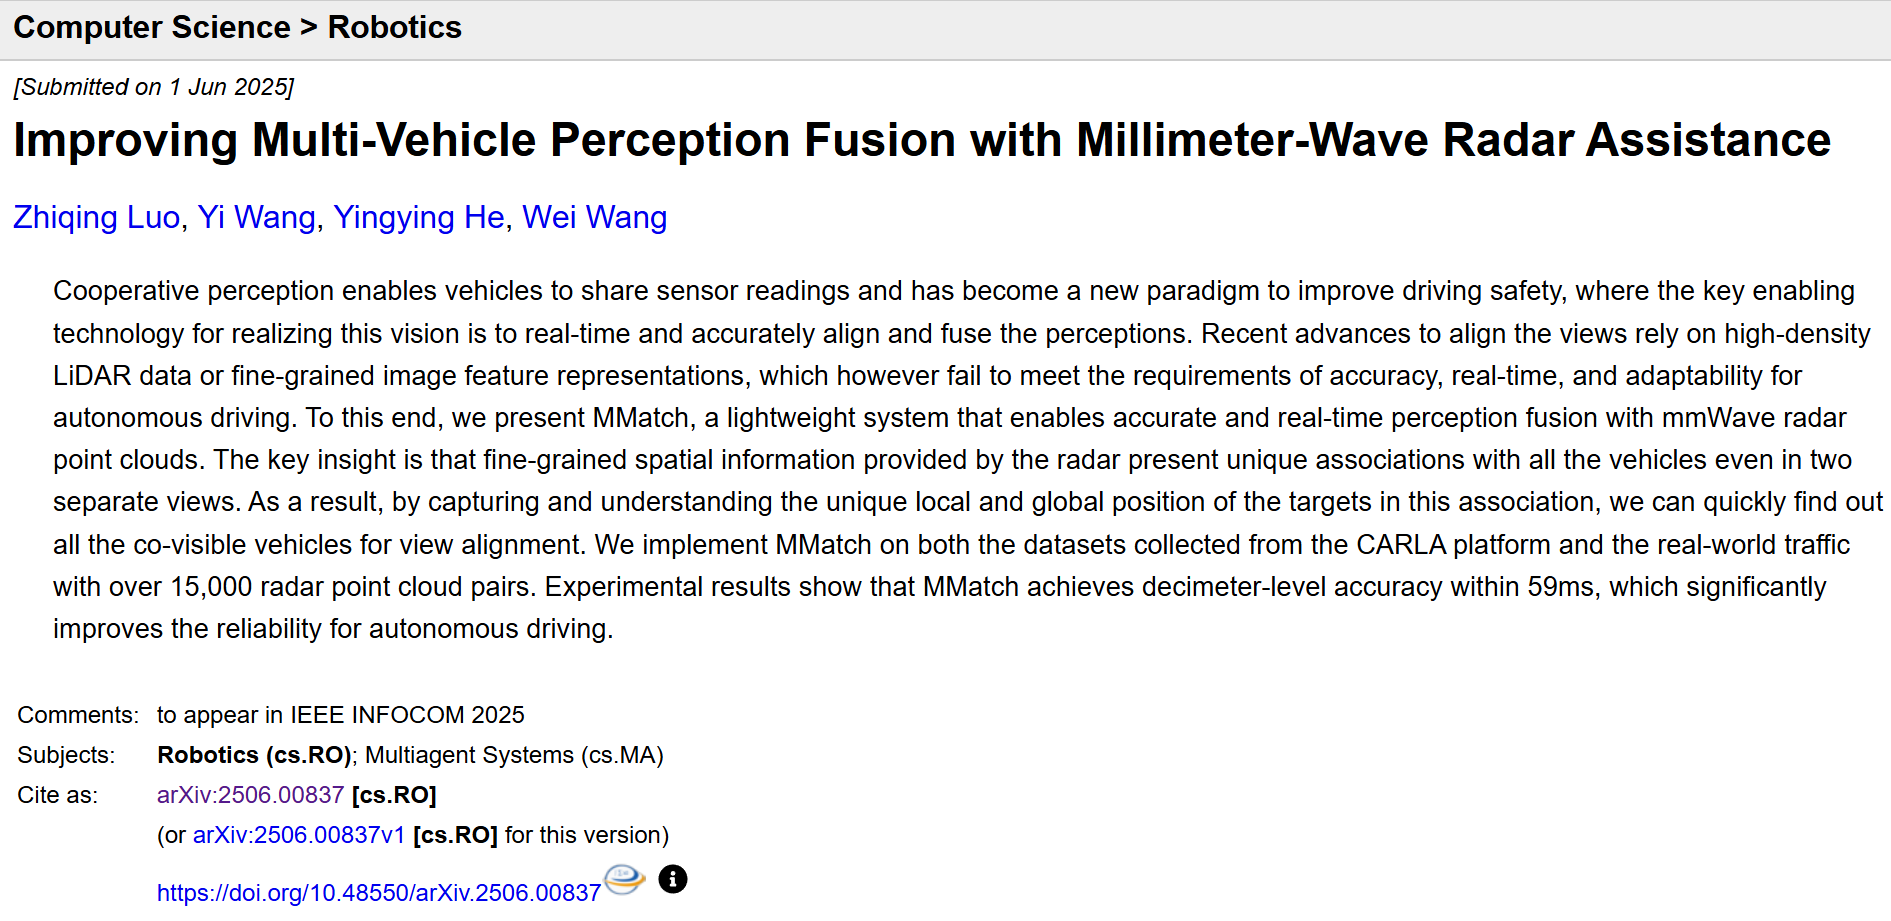 Computer Science > Robotics
[Submitted on 1 Jun 2025]
Improving Multi-Vehicle Perception Fusion with Millimeter-Wave Radar Assistance
Zhiqing Luo, Yi Wang, Yingying He, Wei Wang
Cooperative perception enables vehicles to share sensor readings and has become a new paradigm to improve driving safety, where the key enabling
technology for realizing this vision is to real-time and accurately align and fuse the perceptions. Recent advances to align the views rely on high-density
LiDAR data or fine-grained image feature representations, which however fail to meet the requirements of accuracy, real-time, and adaptability for
autonomous driving. To this end, we present MMatch, a lightweight system that enables accurate and real-time perception fusion with mmWave radar
point clouds. The key insight is that fine-grained spatial information provided by the radar present unique associations with all the vehicles even in two
separate views. As a result, by capturing and understanding the unique local and global position of the targets in this association, we can quickly find out
all the co-visible vehicles for view alignment. We implement MMatch on both the datasets collected from the CARLA platform and the real-world traffic
with over 15,000 radar point cloud pairs. Experimental results show that MMatch achieves decimeter-level accuracy within 59ms, which significantly
improves the reliability for autonomous driving.
Comments: to appear in IEEE INFOCOM 2025
Subjects: Robotics (cs.RO); Multiagent Systems (cs.MA)
Cite as: arXiv:2506.00837 [cs.RO]
(or arXiv:2506.00837v1 [cs.RO] for this version)
https://doi.org/10.48550/arXiv.2506.00837